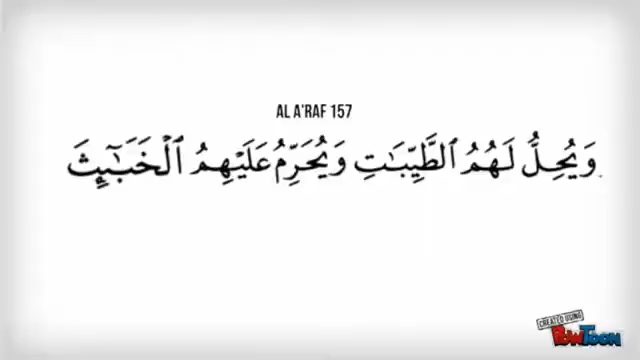 AL A'RAF 157
وَيُحِلُّ لَهُمُ ٱلطَّيِّبَـٰتِ وَيُحَرِّمُ عَلَيْهِمُ ٱلْخَبَـٰٓئِثَ
CREATED USING
POWTOON